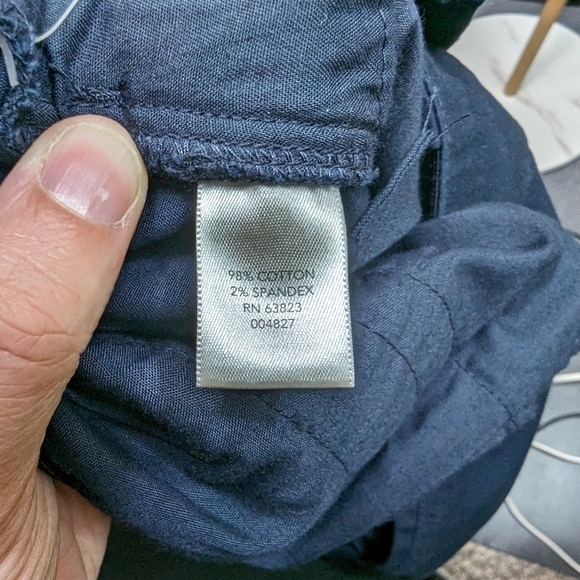 98% COTTON
2% SPANDEX
RN 63823
004827